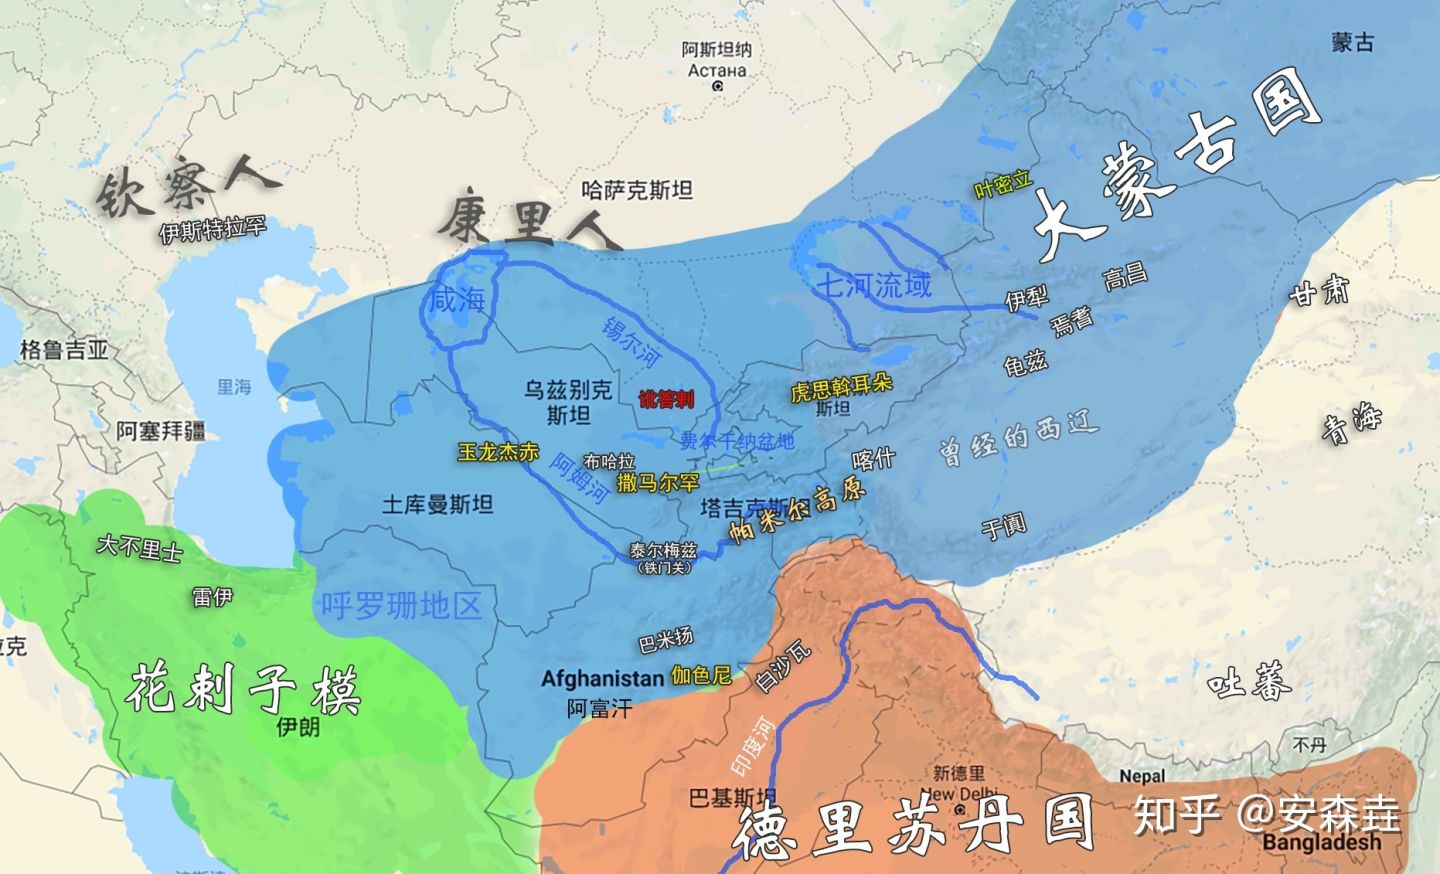 蒙古
阿斯坦纳
Астана
大蒙古国
钦察人
伊斯特拉罕
康里人
哈萨克斯坦
叶密立
咸海
七河流域
高昌
伊犁
焉耆
甘肃
锡尔河
格鲁吉亚
龟兹
里海
乌兹别克
斯坦
讹答剌
虎思斡耳朵
斯坦
阿塞拜疆
青海
曾经的西辽
费尔干纳盆地
玉龙杰赤
布哈拉
阿姆河
撒马尔罕
喀什
土库曼斯坦
塔吉克斯坦
帕米尔高原
于阗
大不里士
泰尔梅兹
（铁门关）
雷伊
呼罗珊地区
巴米扬
拉克
Afghanistan
伽色尼
白沙瓦
阿富汗
花剌子模
伊朗
吐蕃
印度河
不丹
新德里
New Delhi
Nepal
巴基斯坦
德里苏丹国
知乎 @安森垚
Bangladesh